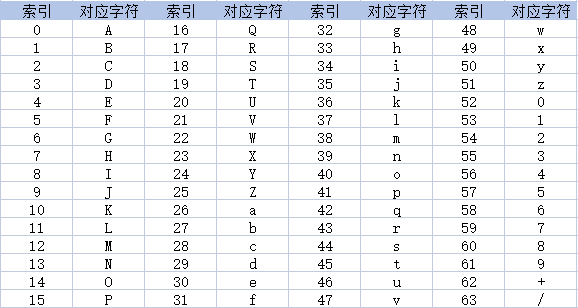 索引 对应字符 索引 对应字符 索引 对应字符 索引 对应字符
0 A 16 Q 32 g 48 w
1 B 17 R 33 h 49 x
2 C 18 S 34 i 50 y
3 D 19 T 35 j 51 z
4 E 20 U 36 k 52 0
5 F 21 V 37 l 53 1
6 G 22 W 38 m 54 2
7 H 23 X 39 n 55 3
8 I 24 Y 40 o 56 4
9 J 25 Z 41 p 57 5
10 K 26 a 42 q 58 6
11 L 27 b 43 r 59 7
12 M 28 c 44 s 60 8
13 N 29 d 45 t 61 9
14 O 30 e 46 u 62 +
15 P 31 f 47 v 63 /